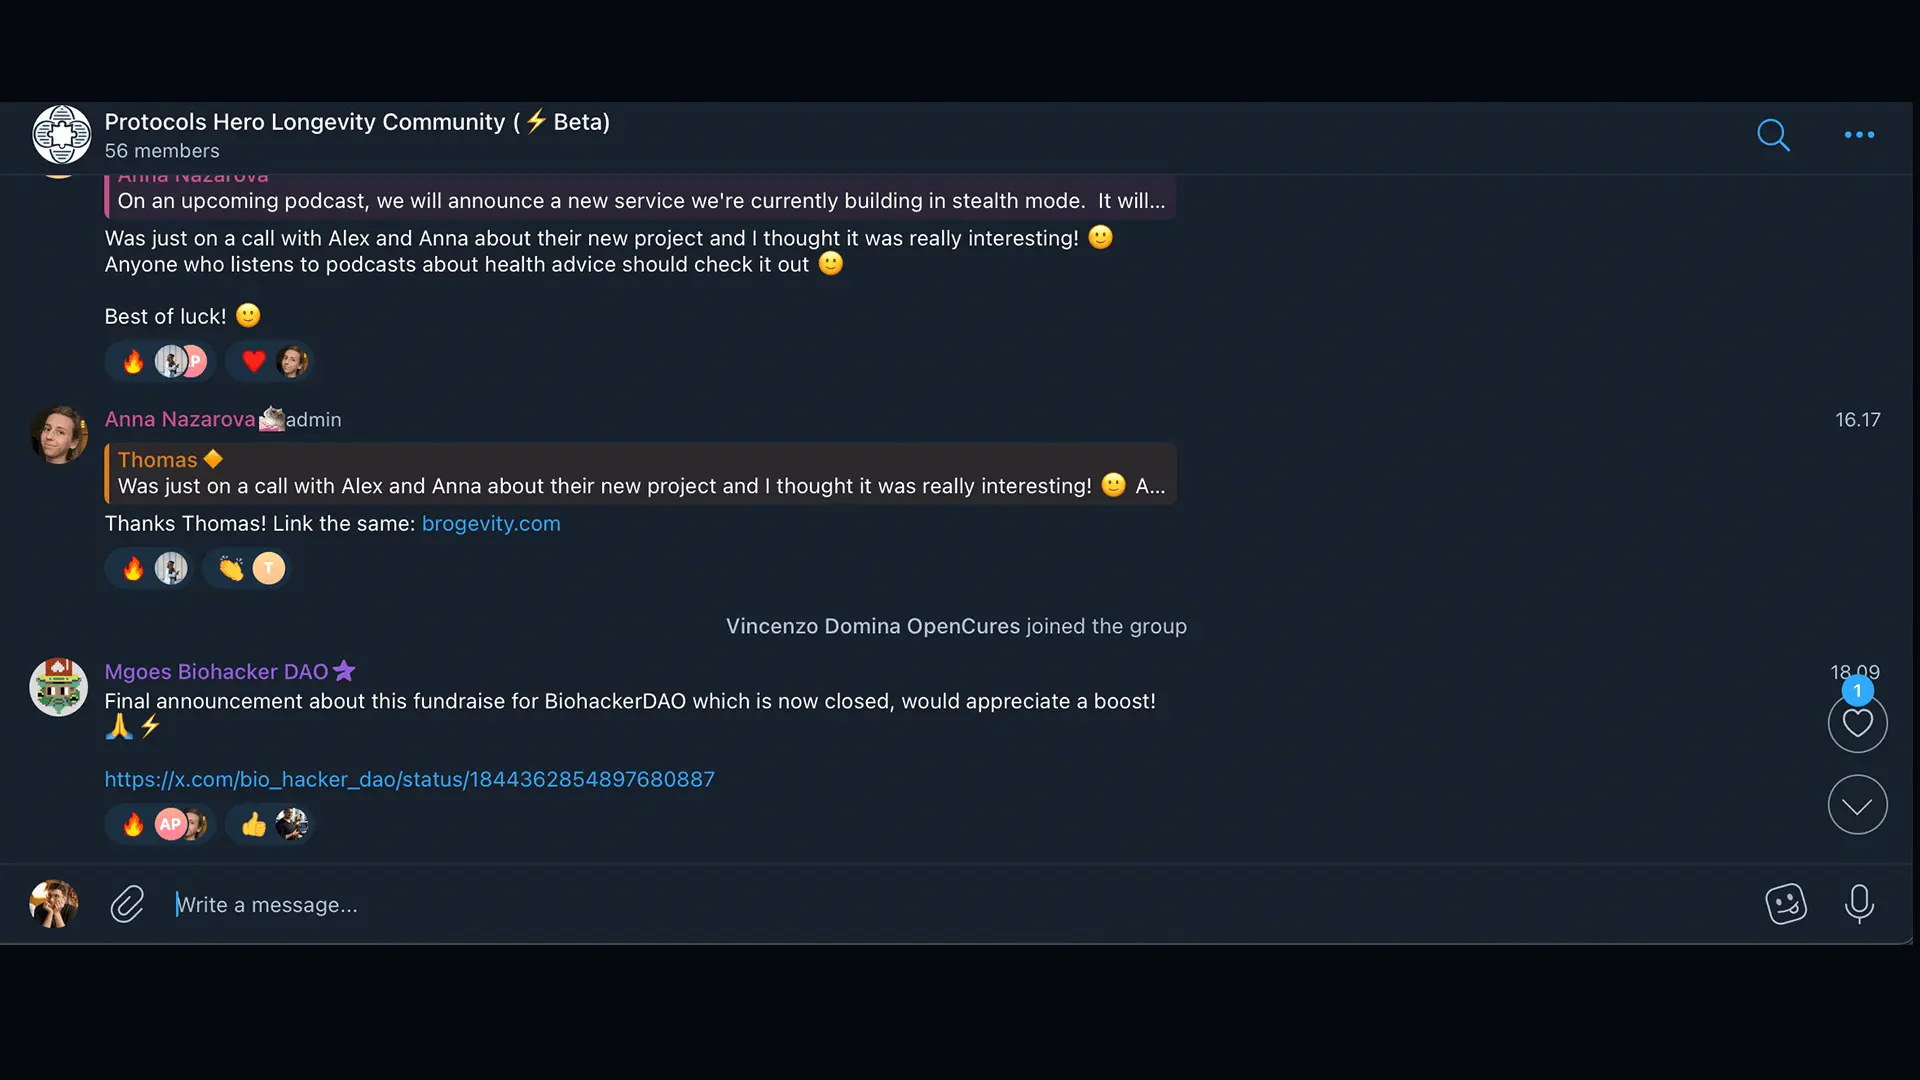 Protocols Hero Longevity Community (⚡Beta)
56 members
Anna Nazarova
On an upcoming podcast, we will announce a new service we're currently building in stealth mode.  It will...
Was just on a call with Alex and Anna about their new project and I thought it was really interesting! 🙂
Anyone who listens to podcasts about health advice should check it out 🙂
Best of luck! 🙂
P
Anna Nazarova admin
16.17
Thomas 🔶
Was just on a call with Alex and Anna about their new project and I thought it was really interesting! 🙂 A...
Thanks Thomas! Link the same: brogevity.com
T
Vincenzo Domina OpenCures joined the group
Mgoes Biohacker DAO
18.09
Final announcement about this fundraise for BiohackerDAO which is now closed, would appreciate a boost!
🙏⚡
1
https://x.com/bio_hacker_dao/status/1844362854897680887
AP
Write a message...